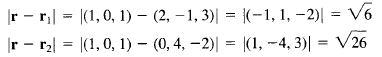 |r − r₁| = |(1, 0, 1) − (2, −1, 3)| = |(−1, 1, −2)| = √6
|r − r₂| = |(1, 0, 1) − (0, 4, −2)| = |(1, −4, 3)| = √26